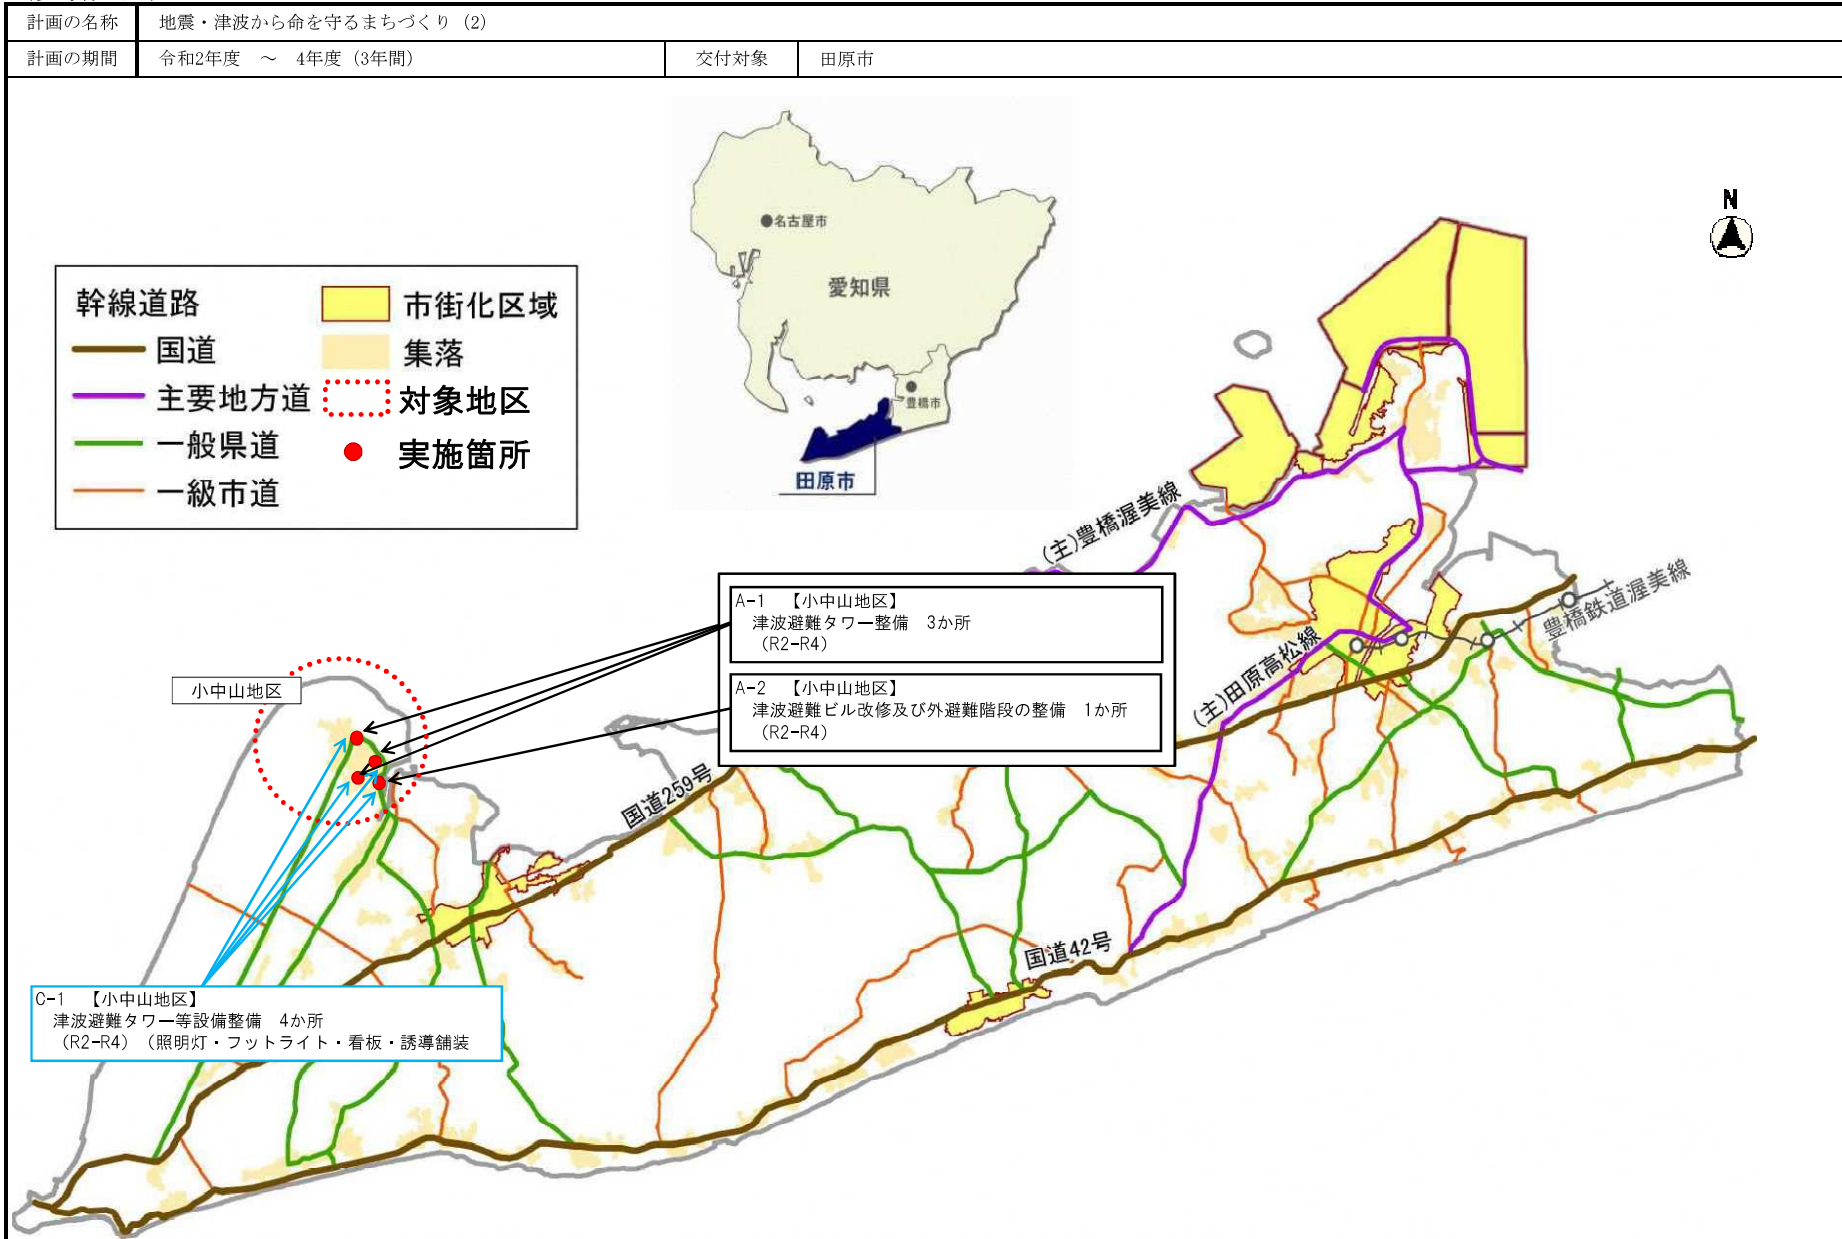 計画の名称 地震・津波から命を守るまちづくり（2）
計画の期間 令和2年度　～　4年度（3年間） 交付対象 田原市
N
名古屋市
愛知県
豊橋市
田原市
幹線道路
国道
主要地方道
一般県道
一級市道
市街化区域
集落
対象地区
実施箇所
(主)豊橋渥美線
豊橋鉄道渥美線
(主)田原高松線
A-1　【小中山地区】
津波避難タワー整備　3か所
（R2-R4）
A-2　【小中山地区】
津波避難ビル改修及び外避難階段の整備　1か所
（R2-R4）
小中山地区
国道259号
国道42号
C-1　【小中山地区】
津波避難タワー等設備整備　4か所
（R2-R4）（照明灯・フットライト・看板・誘導舗装